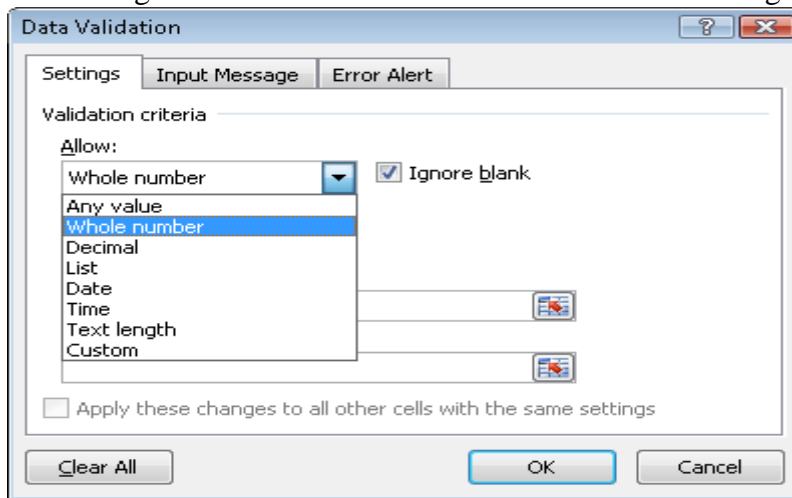 Data Validation
Settings Input Message Error Alert
Validation criteria
Allow:
Whole number Ignore blank
Any value
Whole number
Decimal
List
Date
Time
Text length
Custom
Apply these changes to all other cells with the same settings
Clear All OK Cancel